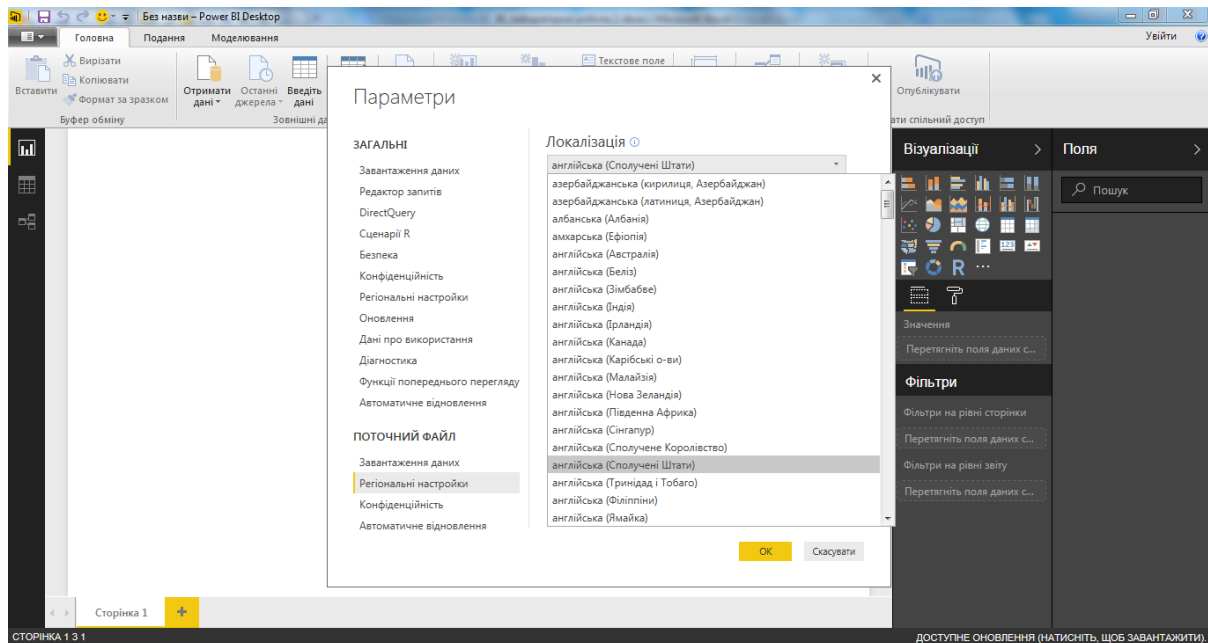 Без назви – Power BI Desktop
Головна Подання Моделювання
Увійти
Вставити
Вирізати
Копіювати
Формат за зразком
Буфер обміну
Отримати дані
Останні джерела
Введіть дані
Зовнішні да
Текстове поле
Опублікувати
ати спільний доступ
Параметри
ЗАГАЛЬНІ
Завантаження даних
Редактор запитів
DirectQuery
Сценарії R
Безпека
Конфіденційність
Регіональні настройки
Оновлення
Дані про використання
Діагностика
Функції попереднього перегляду
Автоматичне відновлення
ПОТОЧНИЙ ФАЙЛ
Завантаження даних
Регіональні настройки
Конфіденційність
Автоматичне відновлення
Локалізація
англійська (Сполучені Штати)
азербайджанська (кирилиця, Азербайджан)
азербайджанська (латиниця, Азербайджан)
албанська (Албанія)
амхарська (Ефіопія)
англійська (Австралія)
англійська (Беліз)
англійська (Зімбабве)
англійська (Індія)
англійська (Ірландія)
англійська (Канада)
англійська (Карібські о-ви)
англійська (Малайзія)
англійська (Нова Зеландія)
англійська (Південна Африка)
англійська (Сінгапур)
англійська (Сполучене Королівство)
англійська (Сполучені Штати)
англійська (Тринідад і Тобаго)
англійська (Філіппіни)
англійська (Ямайка)
ОК Скасувати
Візуалізації
123
R
Значення
Перетягніть поля даних с...
Фільтри
Фільтри на рівні сторінки
Перетягніть поля даних с...
Фільтри на рівні звіту
Перетягніть поля даних с...
Поля
Пошук
Сторінка 1
СТОРІНКА 1 З 1
ДОСТУПНЕ ОНОВЛЕННЯ (НАТИСНІТЬ, ЩОБ ЗАВАНТАЖИТИ).